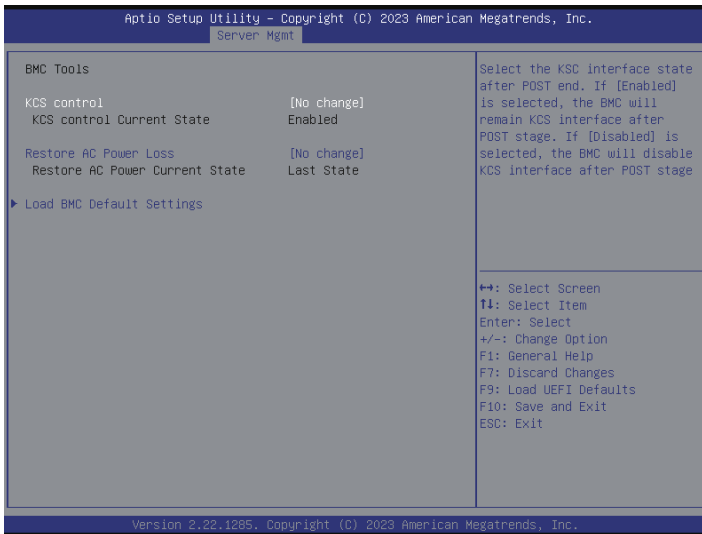 Aptio Setup Utility – Copyright (C) 2023 American Megatrends, Inc.
Server Mgmt
BMC Tools
KCS control [No change]
KCS control Current State Enabled
Restore AC Power Loss [No change]
Restore AC Power Current State Last State
Load BMC Default Settings
Select the KSC interface state
after POST end. If [Enabled]
is selected, the BMC will
remain KCS interface after
POST stage. If [Disabled] is
selected, the BMC will disable
KCS interface after POST stage
↔: Select Screen
↑↓: Select Item
Enter: Select
+/-: Change Option
F1: General Help
F7: Discard Changes
F9: Load UEFI Defaults
F10: Save and Exit
ESC: Exit
Version 2.22.1285. Copyright (C) 2023 American Megatrends, Inc.